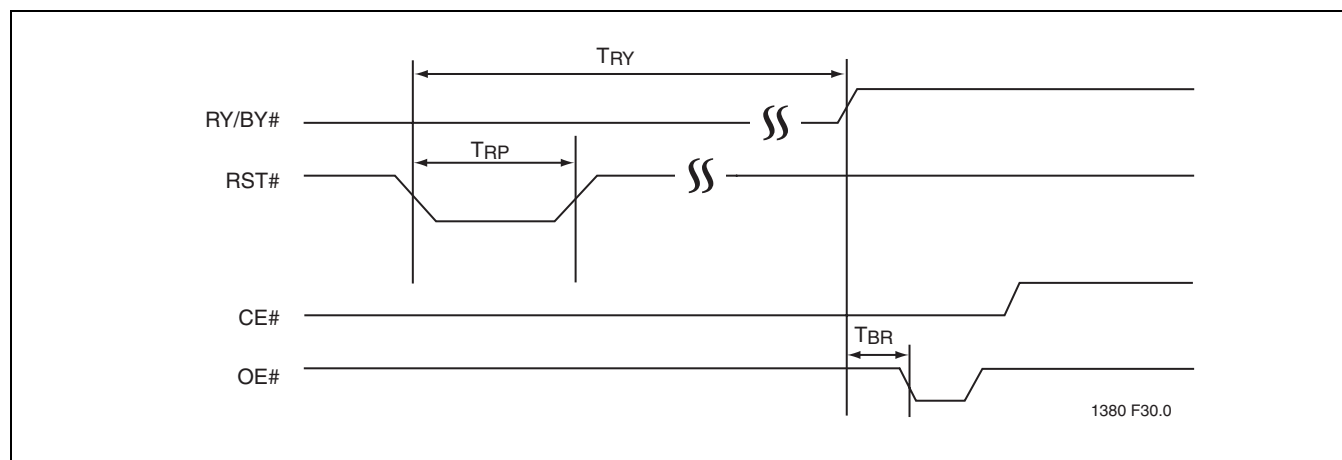 TRY
RY/BY#
TRP
RST#
CE#
TBR
OE#
1380 F30.0